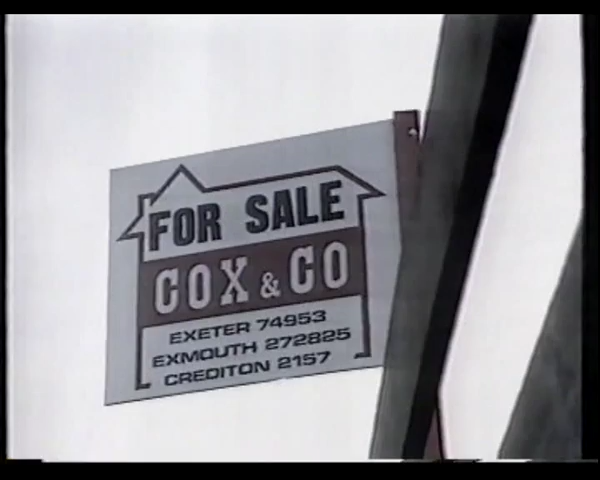 FOR SALE
COX & CO
EXETER 74953
EXMOUTH 272825
CREDITON 2157